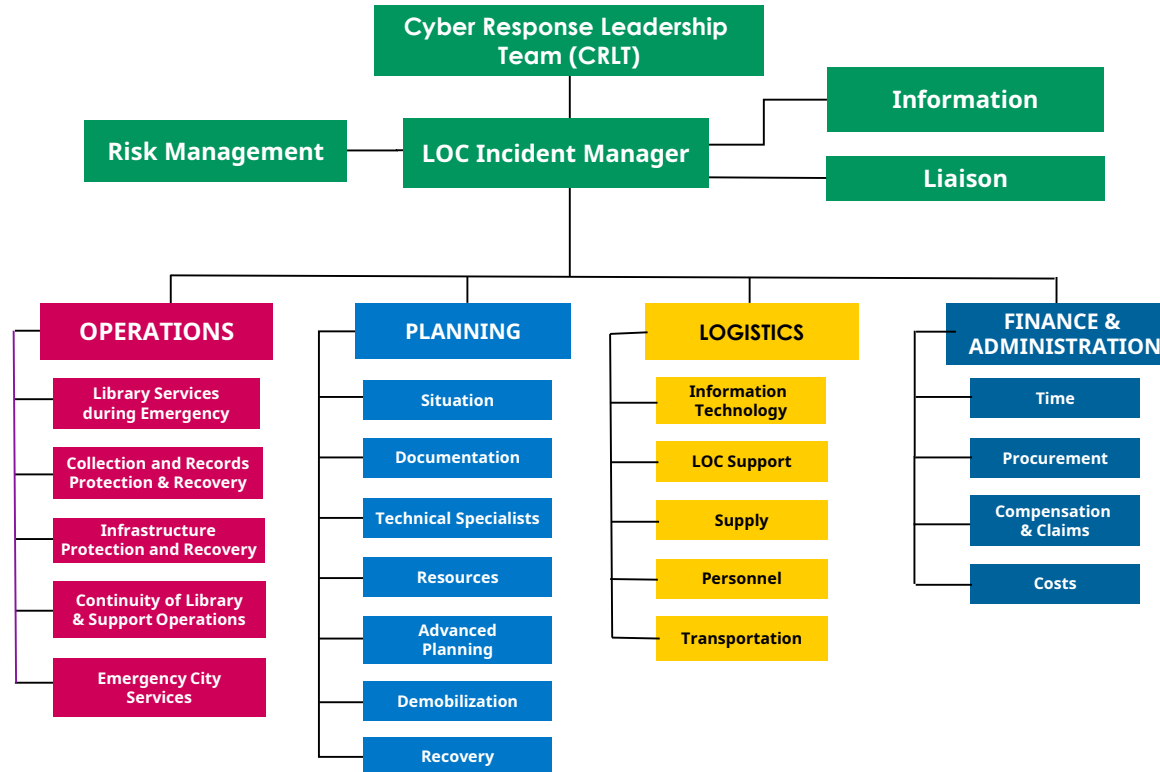 Cyber Response Leadership
Team (CRLT)
Information
Risk Management
LOC Incident Manager
Liaison
OPERATIONS
Library Services
during Emergency
Collection and Records
Protection & Recovery
Infrastructure
Protection and Recovery
Continuity of Library
& Support Operations
Emergency City
Services
PLANNING
Situation
Documentation
Technical Specialists
Resources
Advanced
Planning
Demobilization
Recovery
LOGISTICS
Information
Technology
LOC Support
Supply
Personnel
Transportation
FINANCE &
ADMINISTRATION
Time
Procurement
Compensation
& Claims
Costs